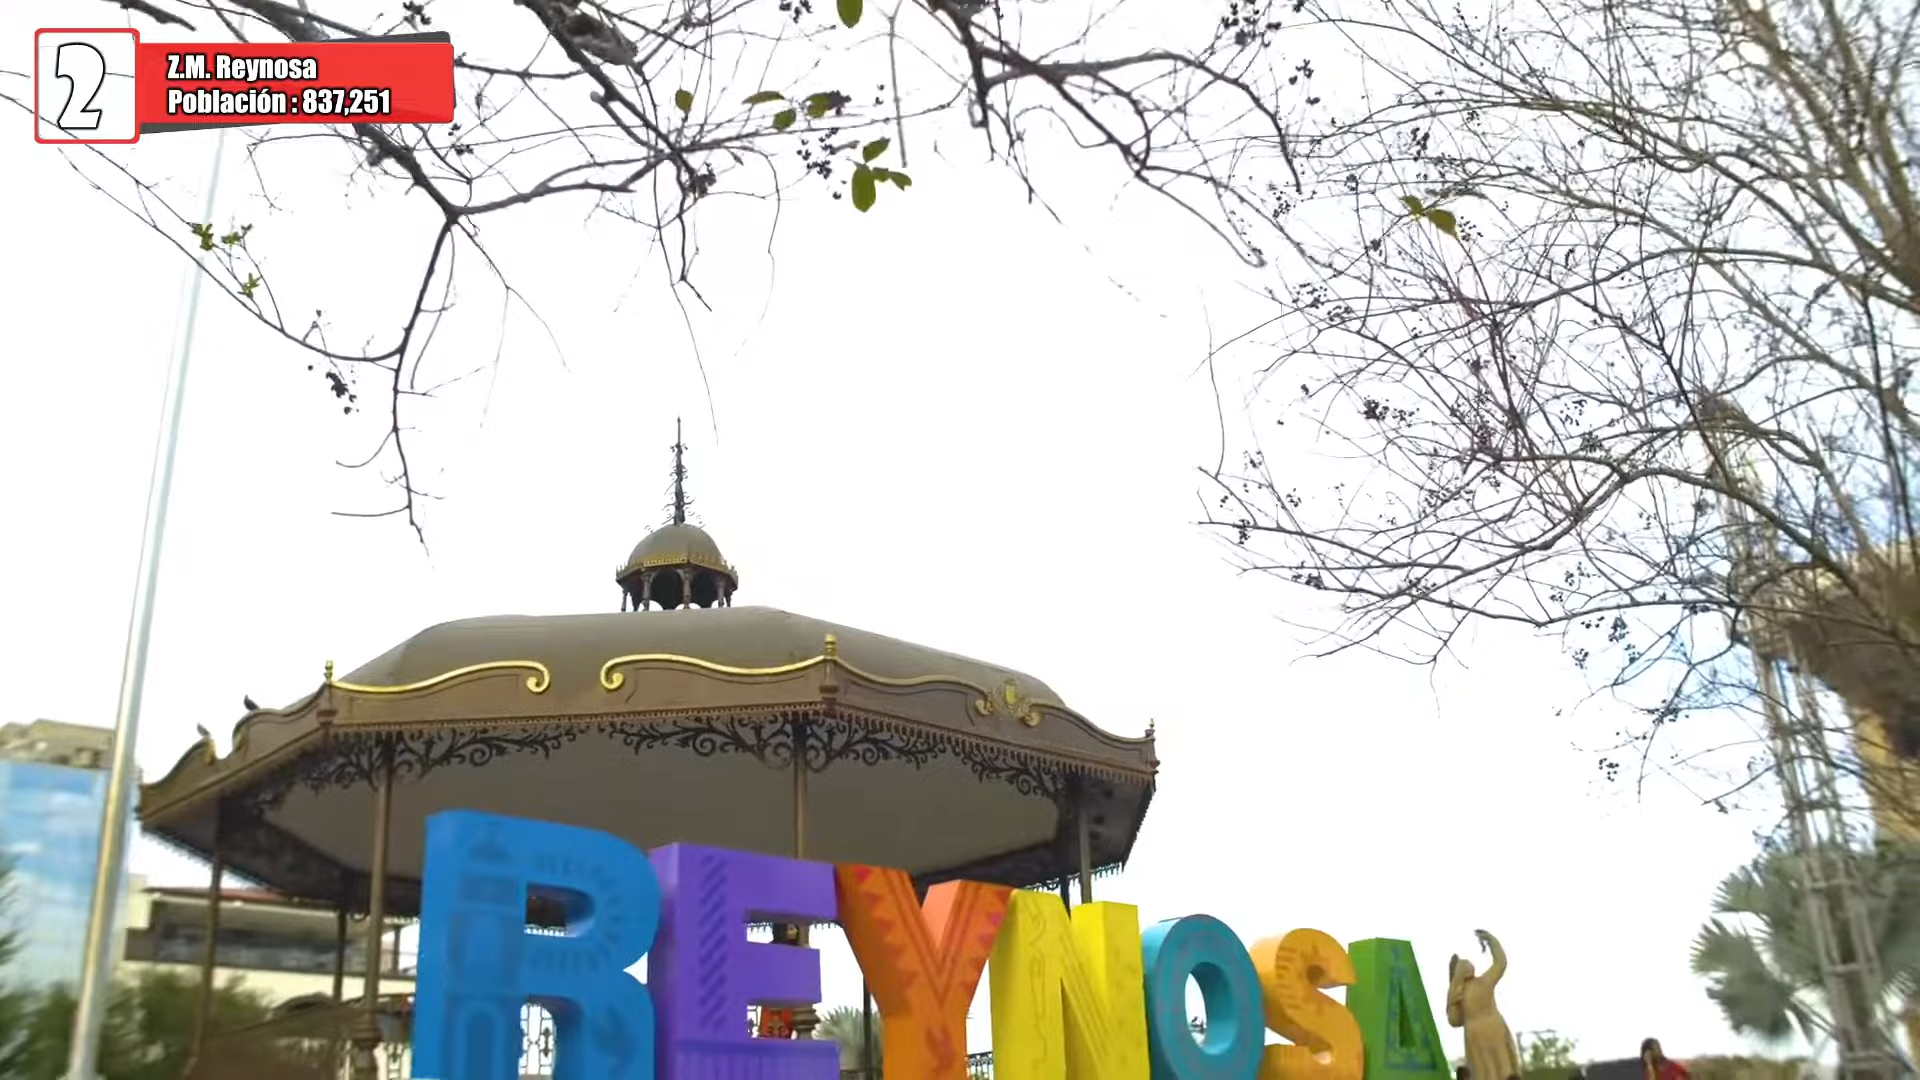 2
Z.M. Reynosa
Población : 837,251
REYNOSA